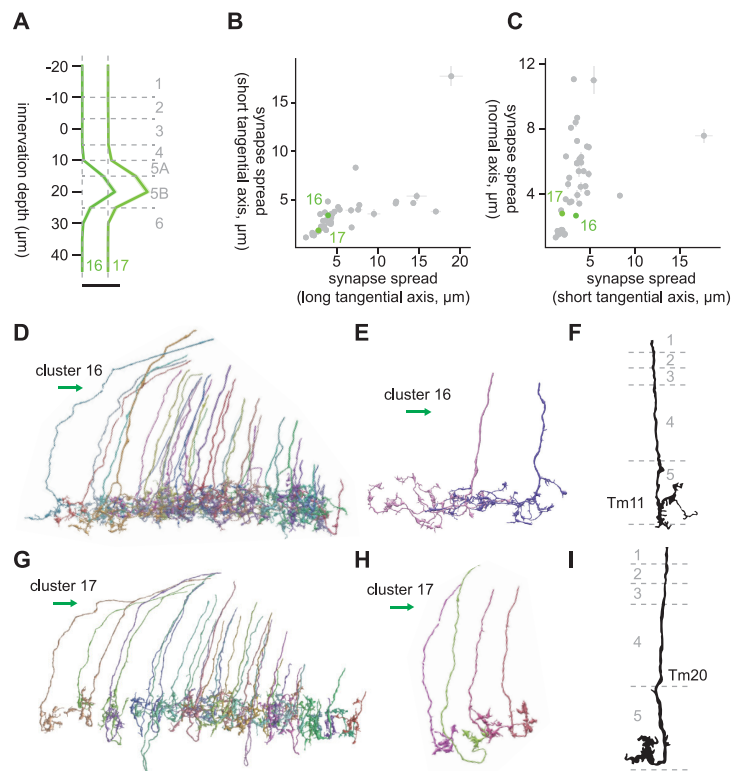 A
innervation depth (μm)
-20
-10
0
10
20
30
40
1
2
3
4
5A
5B
6
16
17
B
synapse spread
(short tangential axis, μm)
15
10
5
16
17
5
10
15
20
synapse spread
(long tangential axis, μm)
C
synapse spread
(normal axis, μm)
12
8
4
17
16
0
5
10
15
synapse spread
(short tangential axis, μm)
D
cluster 16
E
cluster 16
F
1
2
3
4
5
Tm11
G
cluster 17
H
cluster 17
I
1
2
3
4
Tm20
5